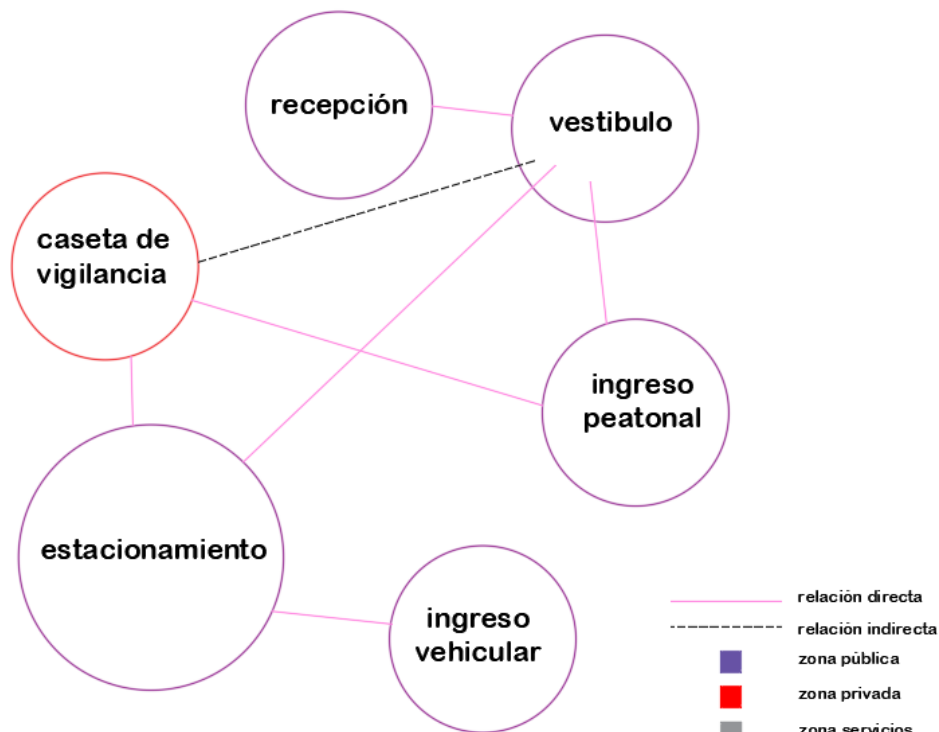 recepción
vestibulo
caseta de
vigilancia
ingreso
peatonal
estacionamiento
ingreso
vehicular
relación directa
relación indirecta
zona pública
zona privada
zona servicios